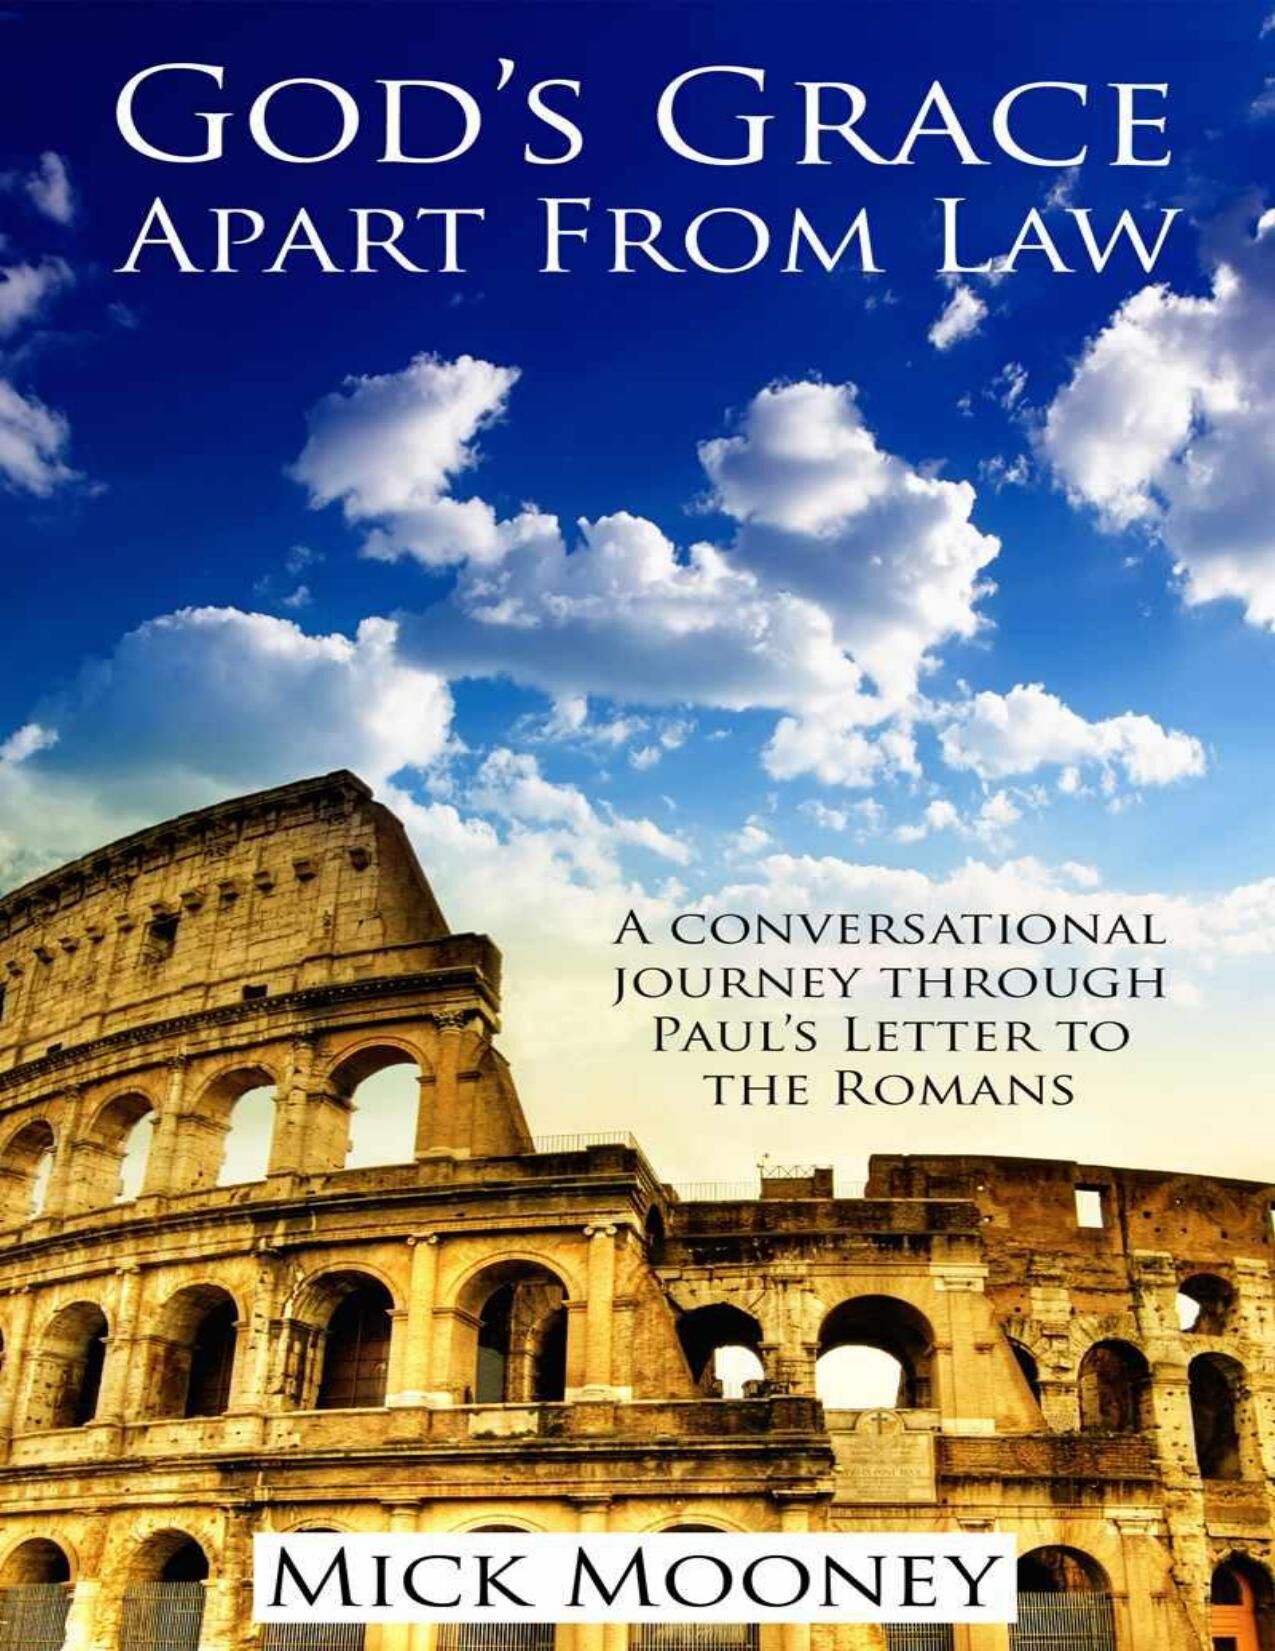 God's Grace
Apart From Law
A conversational
journey through
Paul's Letter to
the Romans
Mick Mooney